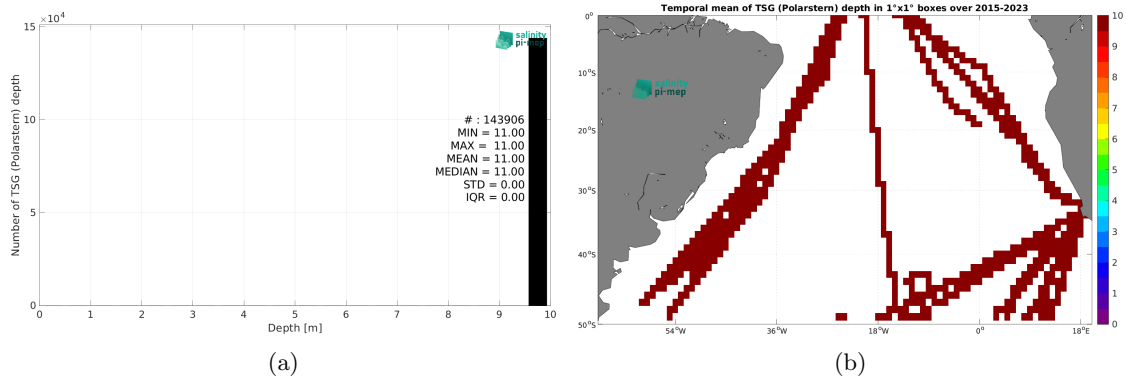 ×10⁴
15
10
5
0
Number of TSG (Polarstern) depth
salinity
pi-mep
# : 143906
MIN = 11.00
MAX = 11.00
MEAN = 11.00
MEDIAN = 11.00
STD = 0.00
IQR = 0.00
0 1 2 3 4 5 6 7 8 9 10
Depth [m]
(a)
Temporal mean of TSG (Polarstern) depth in 1°x1° boxes over 2015-2023
0°
10°S
20°S
30°S
40°S
50°S
salinity
pi-mep
54°W 36°W 18°W 0° 18°E
10
9
8
7
6
5
4
3
2
1
0
(b)